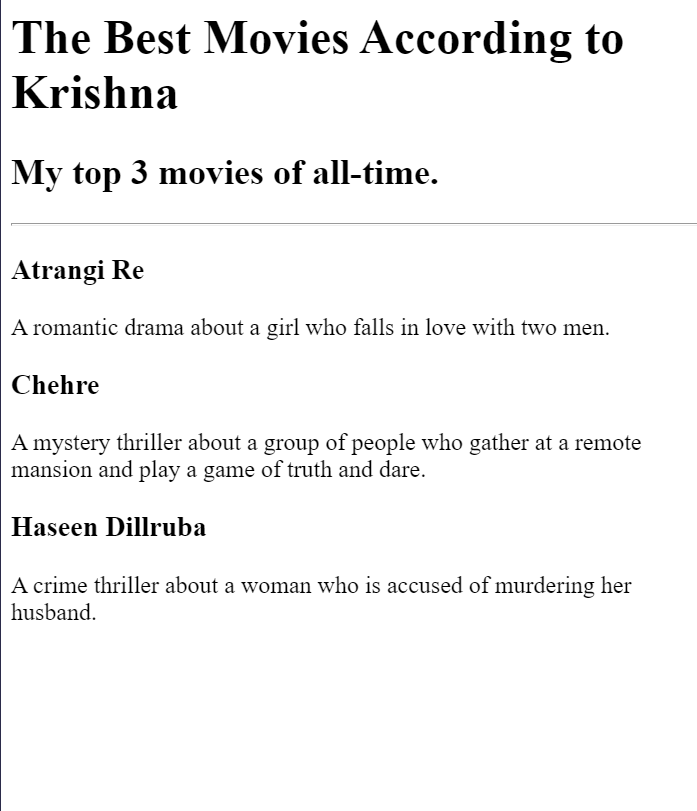 The Best Movies According to
Krishna
My top 3 movies of all-time.
Atrangi Re
A romantic drama about a girl who falls in love with two men.
Chehre
A mystery thriller about a group of people who gather at a remote
mansion and play a game of truth and dare.
Haseen Dillruba
A crime thriller about a woman who is accused of murdering her
husband.